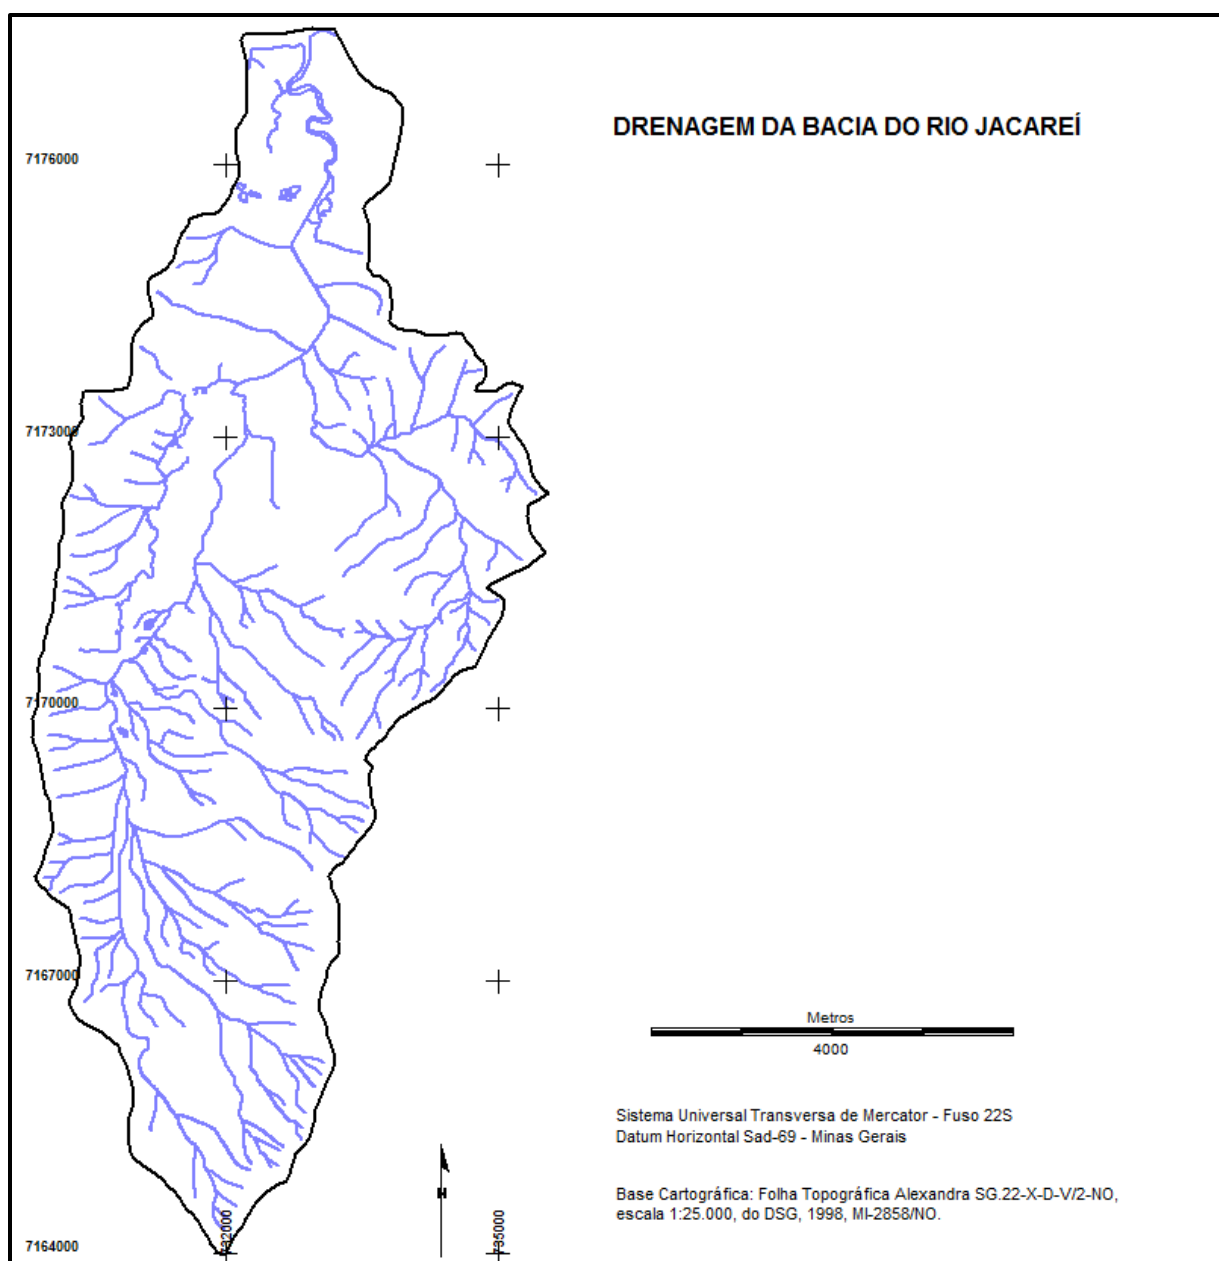 DRENAGEM DA BACIA DO RIO JACAREÍ
7176000
7173000
7170000
7167000
Metros
4000
Sistema Universal Transversa de Mercator - Fuso 22S
Datum Horizontal Sad-69 - Minas Gerais
N
Base Cartográfica: Folha Topográfica Alexandra SG.22-X-D-V/2-NO,
escala 1:25.000, do DSG, 1998, MI-2858/NO.
7164000
732000
735000